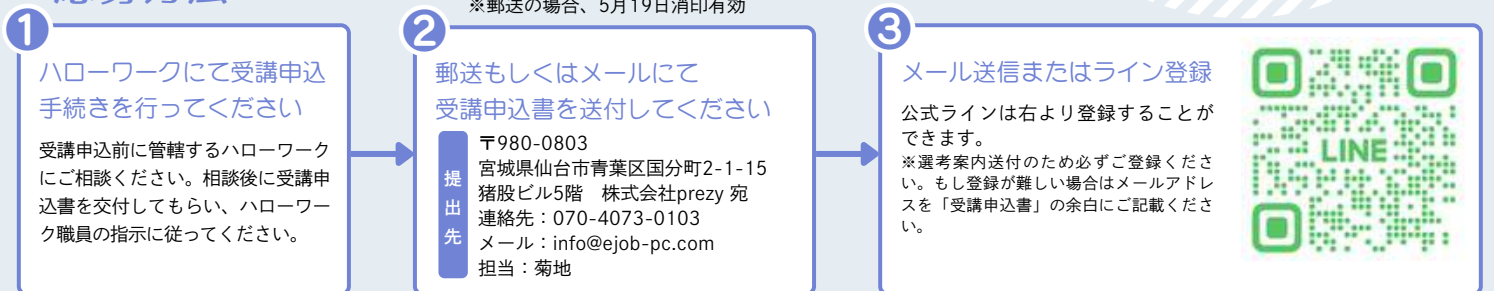 ※郵送の場合、5月19日消印有効
1
ハローワークにて受講申込
手続きを行ってください
受講申込前に管轄するハローワーク
にご相談ください。相談後に受講申
込書を交付してもらい、ハローワー
ク職員の指示に従ってください。
2
郵送もしくはメールにて
受講申込書を送付してください
提出先
〒980-0803
宮城県仙台市青葉区国分町2-1-15
猪股ビル5階 株式会社prezy 宛
連絡先：070-4073-0103
メール：info@ejob-pc.com
担当：菊地
3
メール送信またはライン登録
公式ラインは右より登録することが
できます。
※選考案内送付のため必ずご登録くださ
い。もし登録が難しい場合はメールアドレ
スを「受講申込書」の余白にご記載くださ
い。
LINE